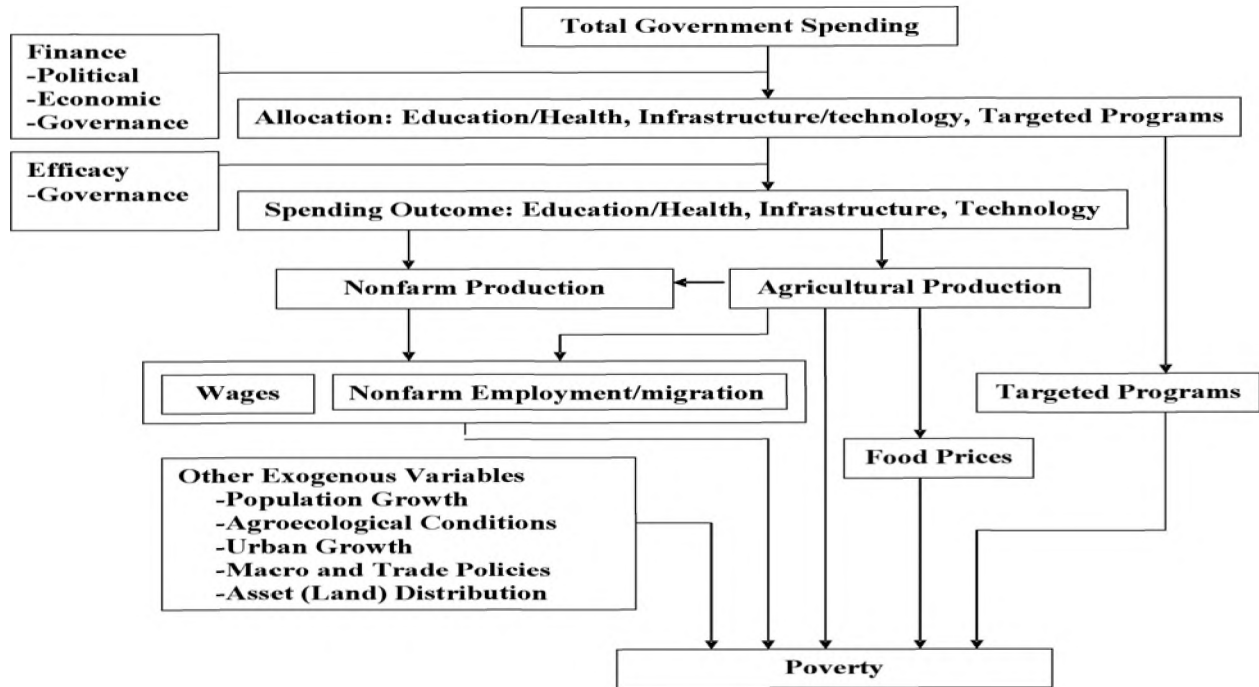 Total Government Spending
Finance
-Political
-Economic
-Governance
Allocation: Education/Health, Infrastructure/technology, Targeted Programs
Efficacy
-Governance
Spending Outcome: Education/Health, Infrastructure, Technology
Nonfarm Production
Agricultural Production
Wages
Nonfarm Employment/migration
Targeted Programs
Food Prices
Other Exogenous Variables
-Population Growth
-Agroecological Conditions
-Urban Growth
-Macro and Trade Policies
-Asset (Land) Distribution
Poverty